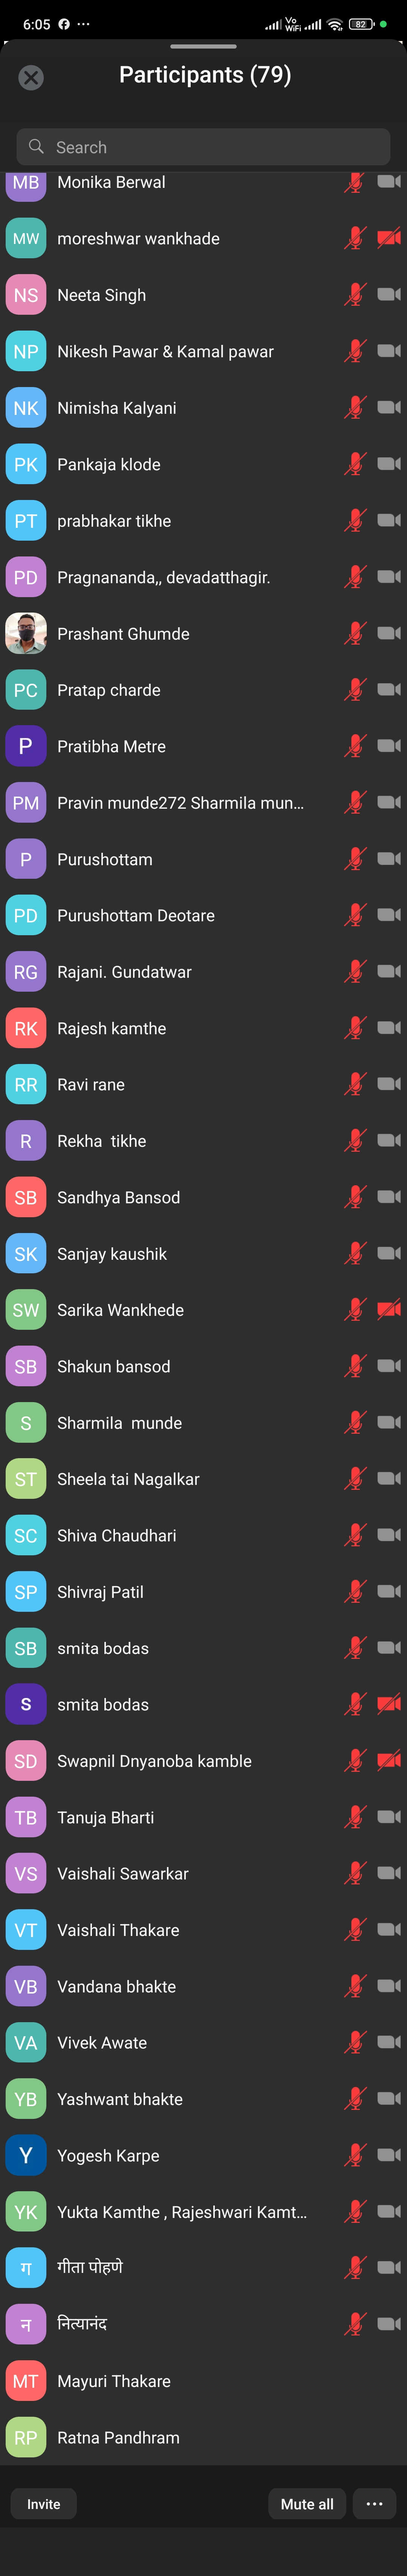 6:05
Vo
WiFi
82
Participants (79)
Search
MB Monika Berwal
MW moreshwar wankhade
NS Neeta Singh
NP Nikesh Pawar & Kamal pawar
NK Nimisha Kalyani
PK Pankaja klode
PT prabhakar tikhe
PD Pragnananda,, devadatthagir.
Prashant Ghumde
PC Pratap charde
P Pratibha Metre
PM Pravin munde272 Sharmila mun...
P Purushottam
PD Purushottam Deotare
RG Rajani. Gundatwar
RK Rajesh kamthe
RR Ravi rane
R Rekha  tikhe
SB Sandhya Bansod
SK Sanjay kaushik
SW Sarika Wankhede
SB Shakun bansod
S Sharmila  munde
ST Sheela tai Nagalkar
SC Shiva Chaudhari
SP Shivraj Patil
SB smita bodas
S smita bodas
SD Swapnil Dnyanoba kamble
TB Tanuja Bharti
VS Vaishali Sawarkar
VT Vaishali Thakare
VB Vandana bhakte
VA Vivek Awate
YB Yashwant bhakte
Y Yogesh Karpe
YK Yukta Kamthe , Rajeshwari Kamt...
ग गीता पोहणे
न नित्यानंद
MT Mayuri Thakare
RP Ratna Pandhram
Invite Mute all ...